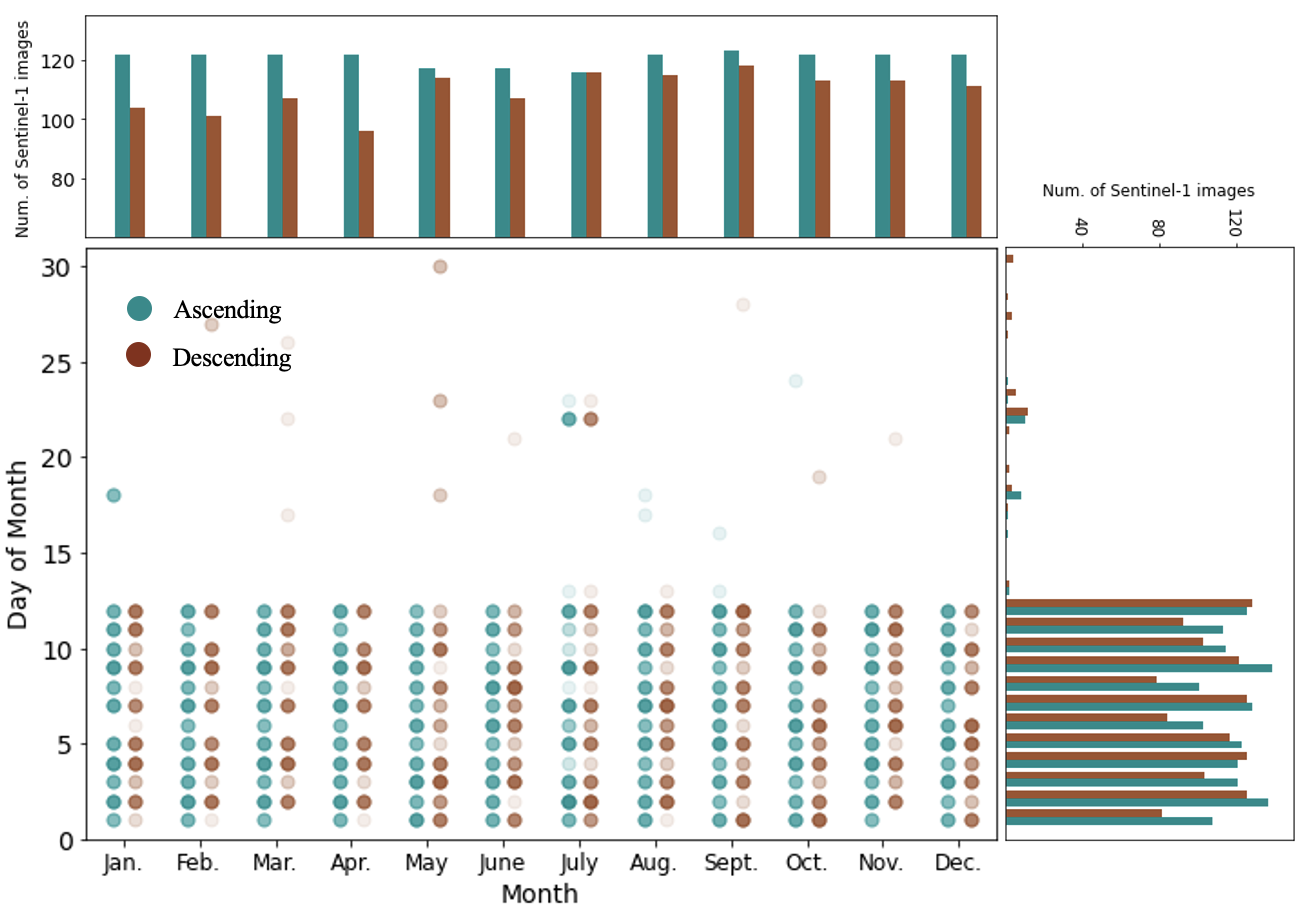 Num. of Sentinel-1 images
120
100
80
Num. of Sentinel-1 images
40 80 120
Day of Month
30
25
20
15
10
5
0
Ascending
Descending
Jan. Feb. Mar. Apr. May June July Aug. Sept. Oct. Nov. Dec.
Month